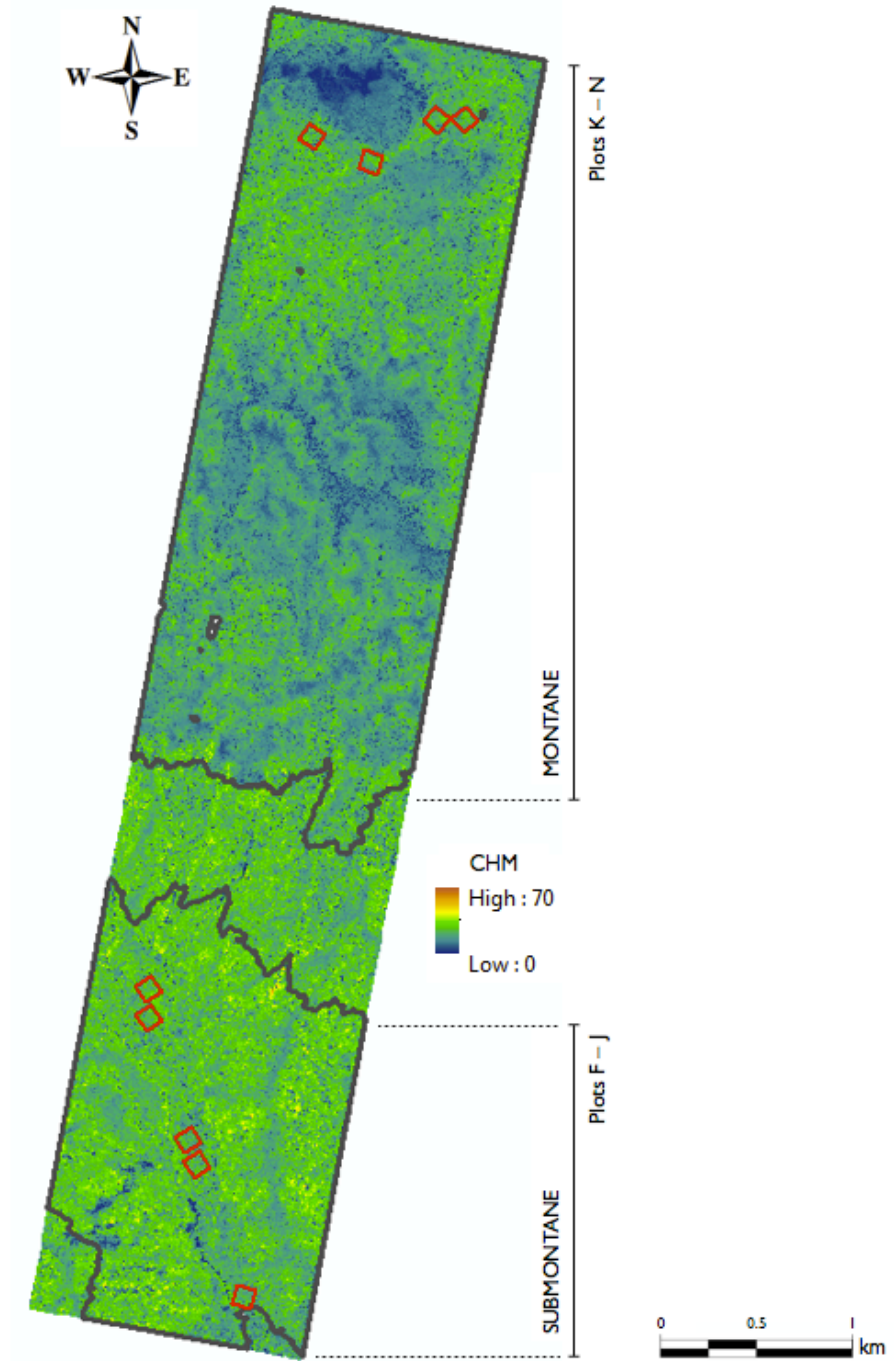 N
W E
S
Plots K – N
MONTANE
CHM
High : 70
Low : 0
Plots F – J
SUBMONTANE
0 0.5 1
km